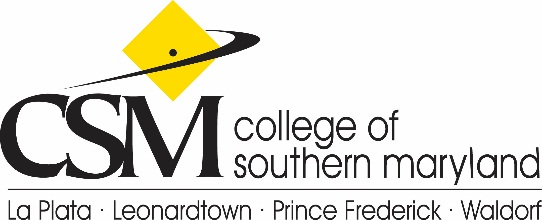 CSM college of
southern maryland
La Plata · Leonardtown · Prince Frederick · Waldorf